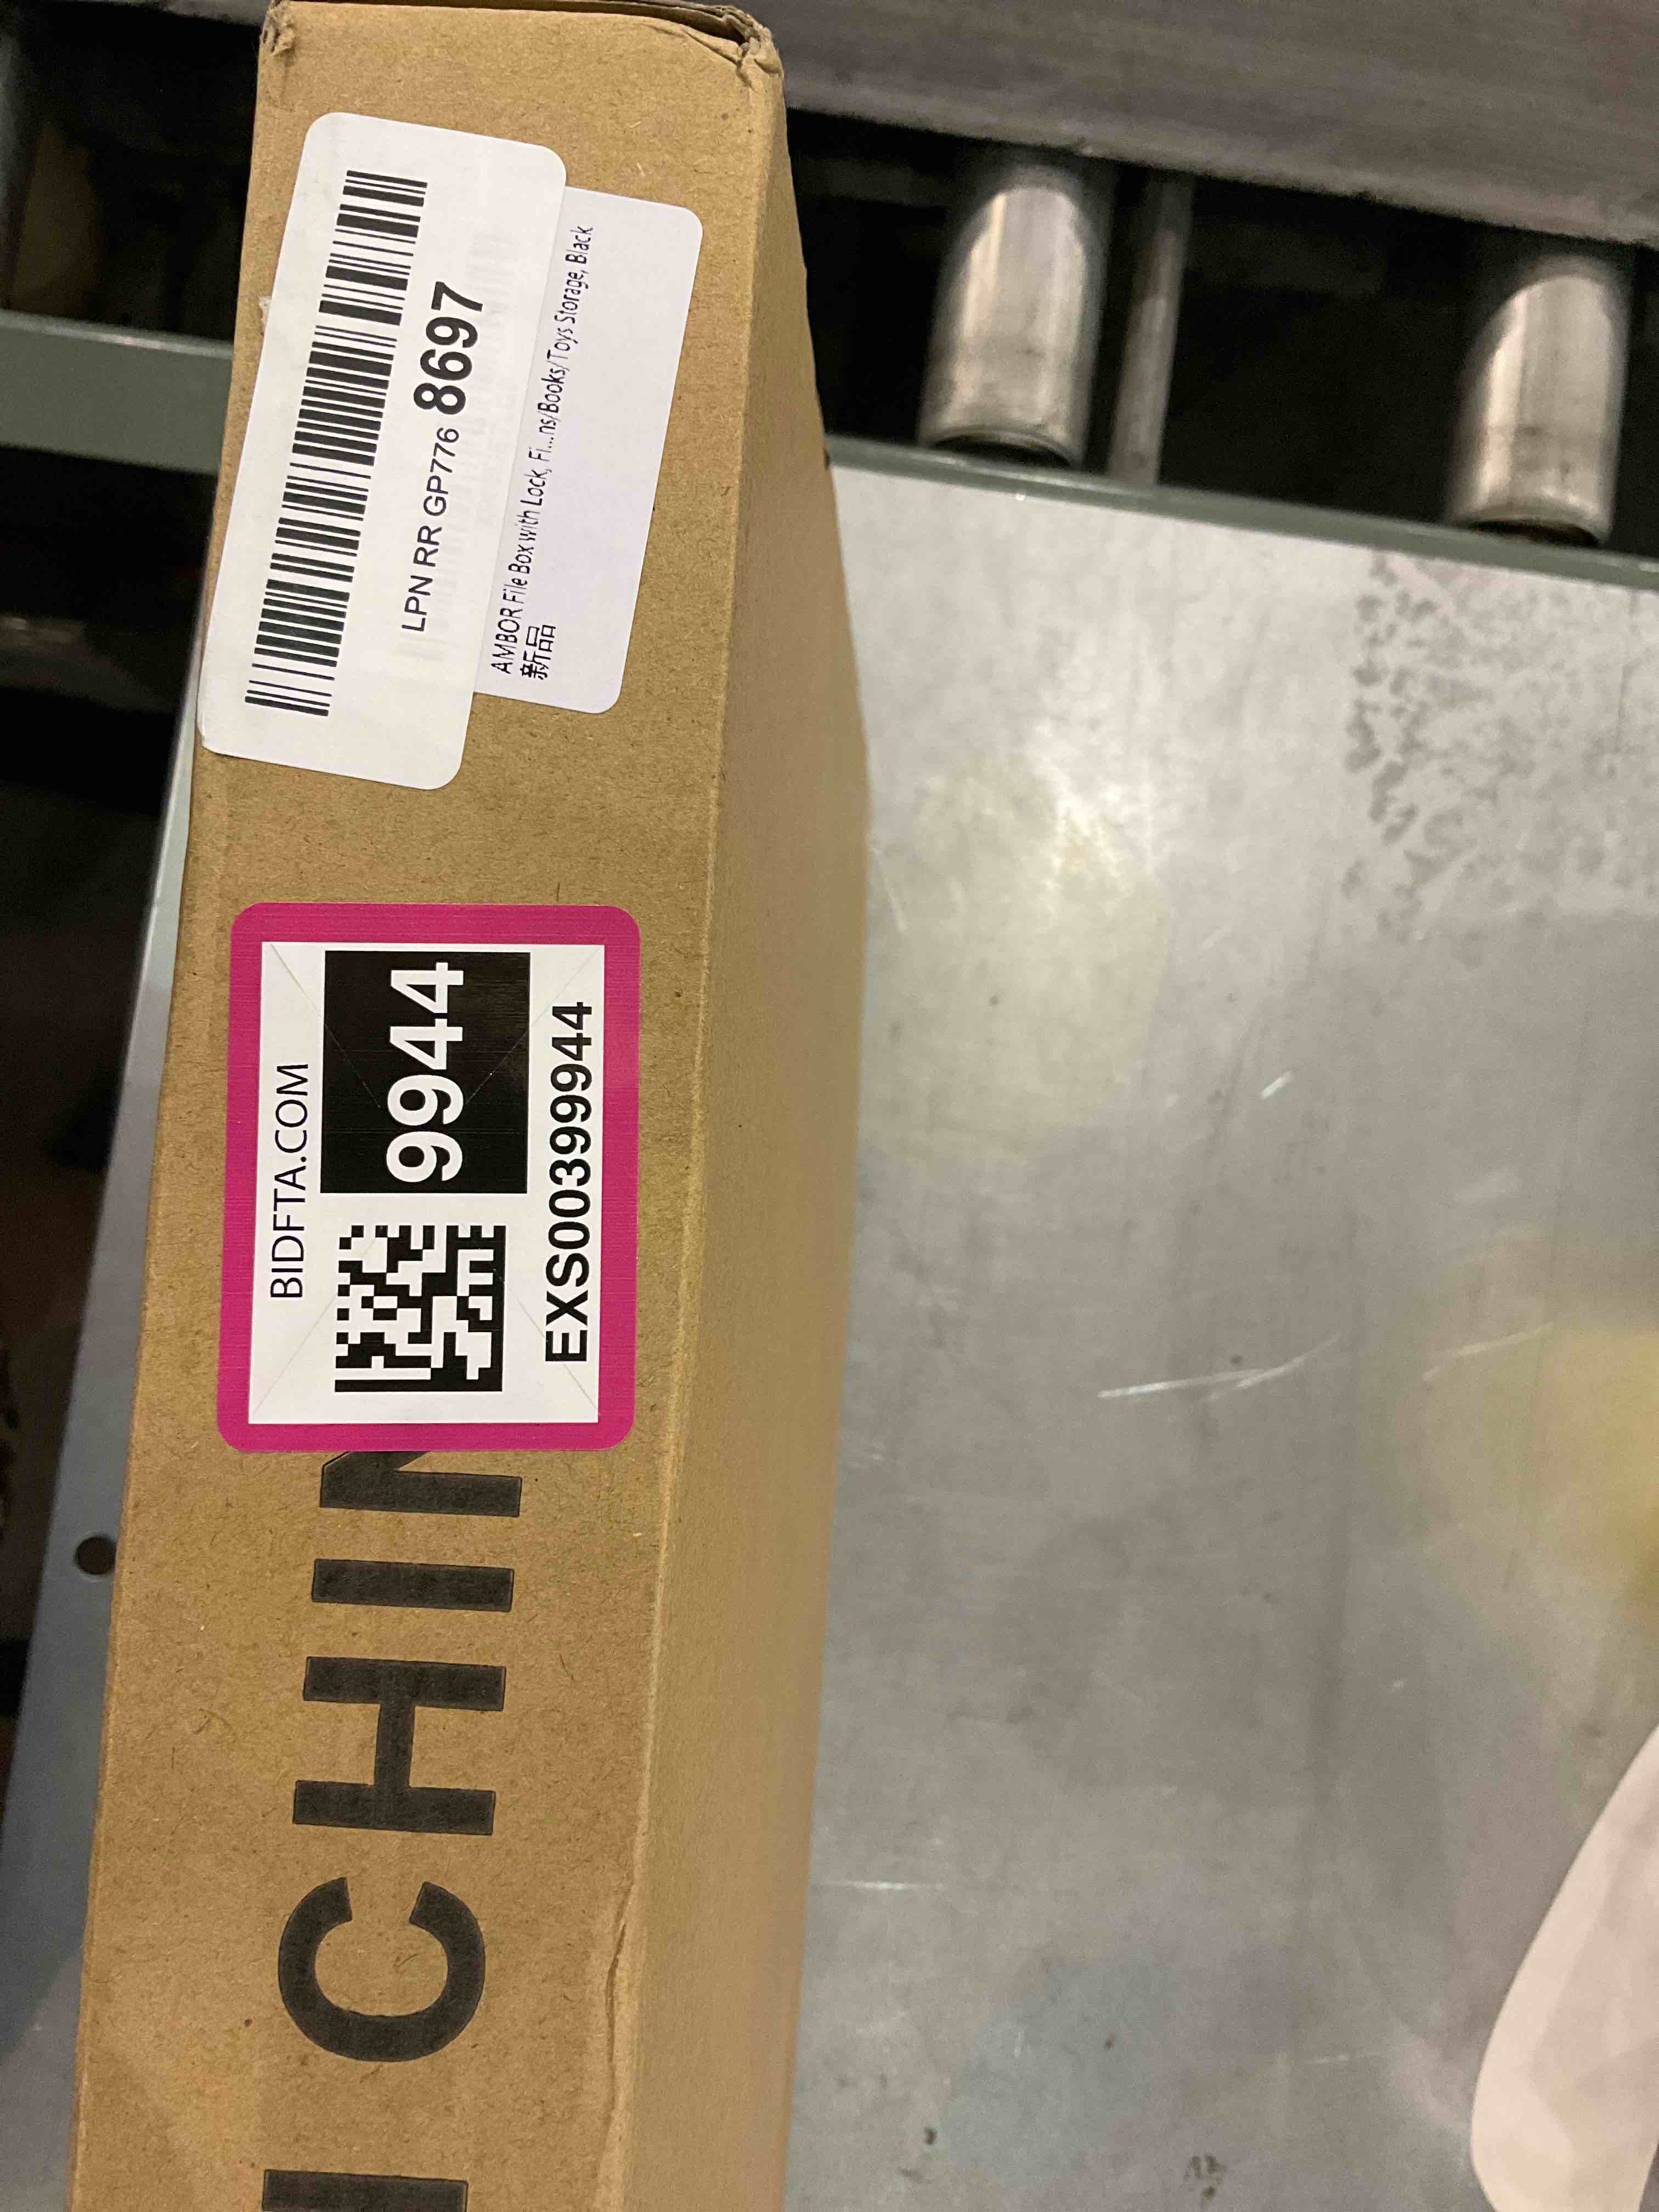 LPN RR GP776 8697
AMBOR File Box with Lock, Fi...ns/Books/Toys Storage, Black
新品
BIDFTA.COM
9944
EXS00399944
CHIN